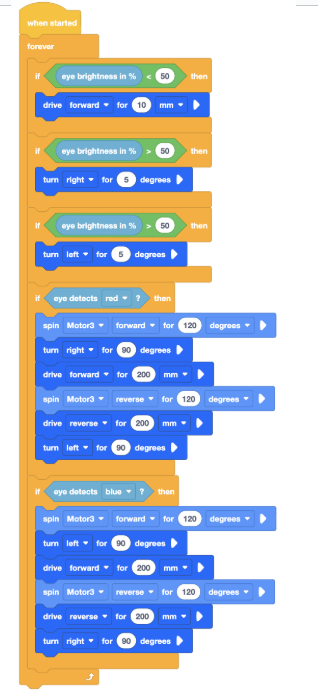 when started
forever
if eye brightness in % < 50 then
drive forward for 10 mm
if eye brightness in % > 50 then
turn right for 5 degrees
if eye brightness in % > 50 then
turn left for 5 degrees
if eye detects red ? then
spin Motor3 forward for 120 degrees
turn right for 90 degrees
drive forward for 200 mm
spin Motor3 reverse for 120 degrees
drive reverse for 200 mm
turn left for 90 degrees
if eye detects blue ? then
spin Motor3 forward for 120 degrees
turn left for 90 degrees
drive forward for 200 mm
spin Motor3 reverse for 120 degrees
drive reverse for 200 mm
turn right for 90 degrees